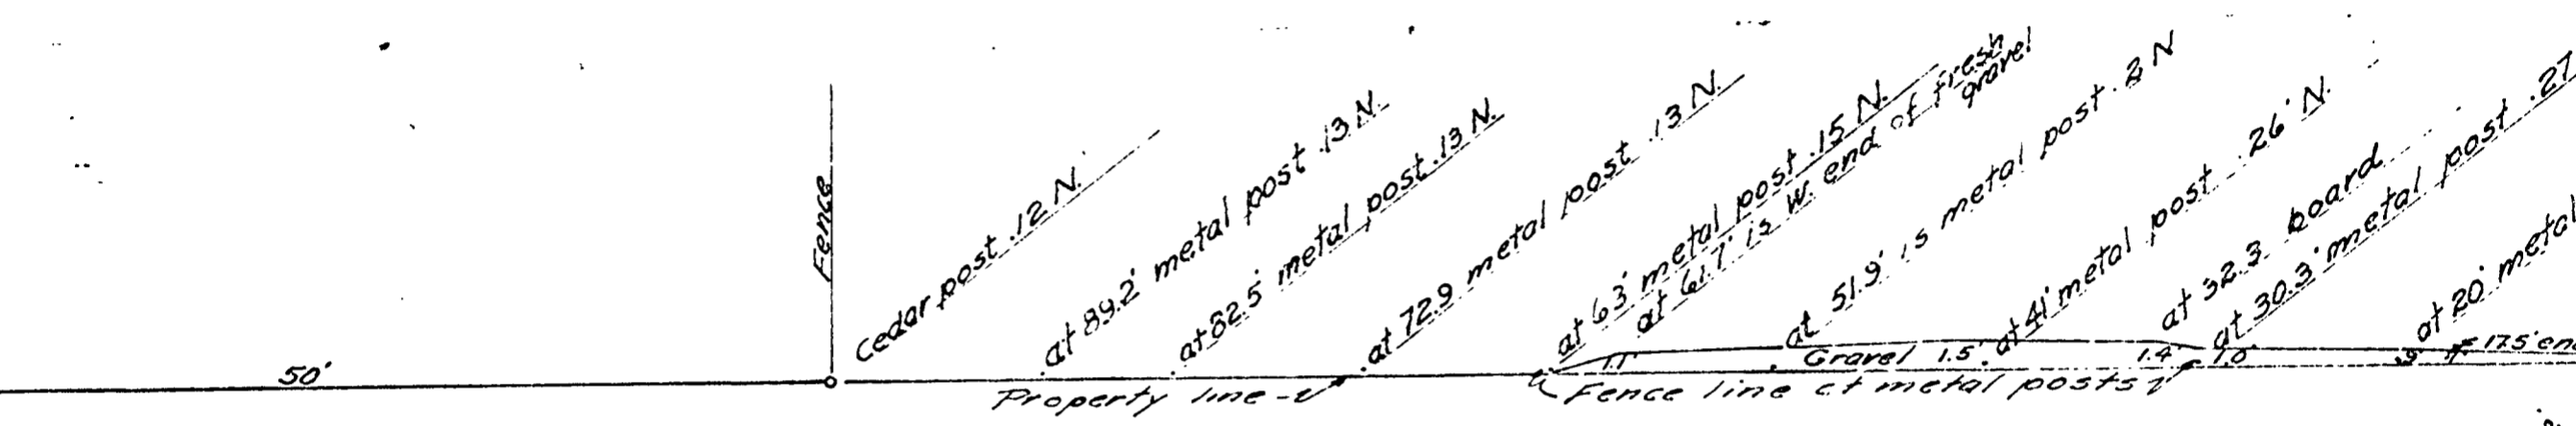 50'
Fence
Cedar post .12 N.
at 89.2' metal post .13 N.
at 82.5 metal post .13 N.
at 72.9 metal post .13 N.
at 63' metal post .15 N.
at 61.7' is W. end of fresh
gravel
at 51.9' is metal post .2 N
at 41' metal post .26' N.
at 32.3 board
at 30.3' metal post .27
at 20' metal
1.1'
Gravel 1.5'
1.4'
1.0'
.9'
17.5' end
Property line
Fence line ct metal posts